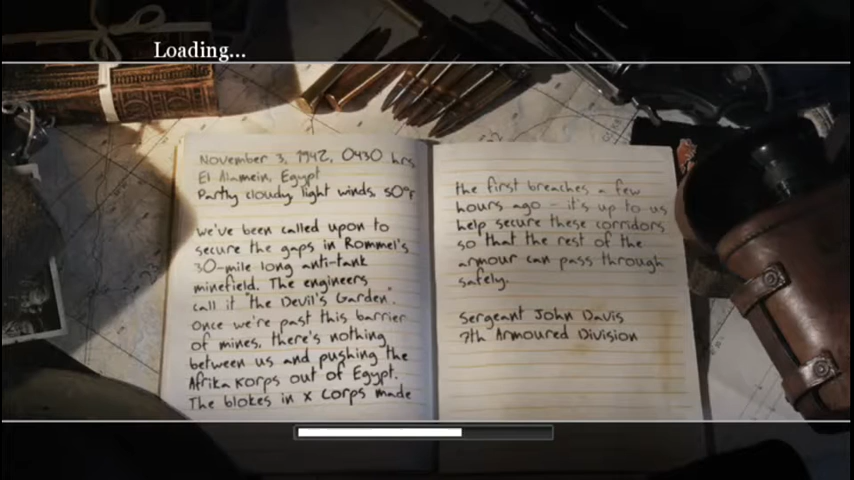 Loading...
November 3, 1942, 0430 hrs
El Alamein, Egypt
Partly cloudy, light winds, 50°F
We've been called upon to
secure the gaps in Rommel's
30-mile long anti-tank
minefield. The engineers
call it "the Devil's Garden".
Once we're past this barrier
of mines, there's nothing
between us and pushing the
Afrika Korps out of Egypt.
The blokes in X Corps made
the first breaches a few
hours ago - it's up to us
help secure these corridors
so that the rest of the
armour can pass through
safely.
Sergeant John Davis
7th Armoured Division